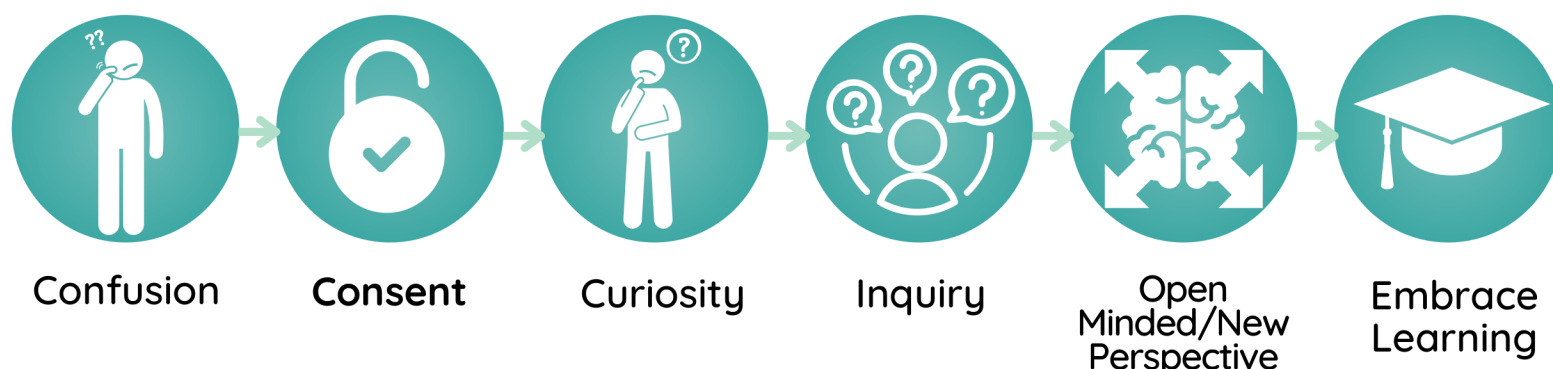 ??
?
? ? ?
Confusion
Consent
Curiosity
Inquiry
Open
Minded/New
Perspective
Embrace
Learning